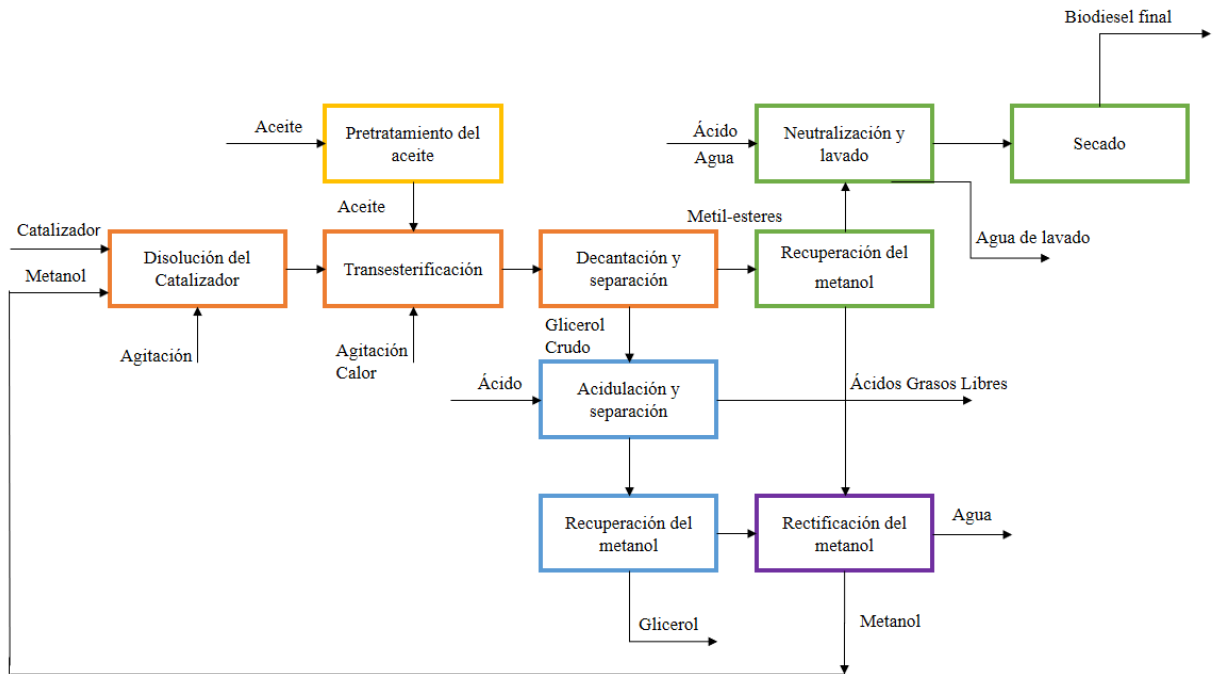 Biodiesel final
Aceite
Pretratamiento del
aceite
Ácido
Agua
Neutralización y
lavado
Secado
Aceite
Metil-esteres
Agua de lavado
Catalizador
Metanol
Disolución del
Catalizador
Transesterificación
Decantación y
separación
Recuperación del
metanol
Agitación
Agitación
Calor
Glicerol
Crudo
Ácido
Acidulación y
separación
Ácidos Grasos Libres
Recuperación del
metanol
Rectificación del
metanol
Agua
Glicerol
Metanol